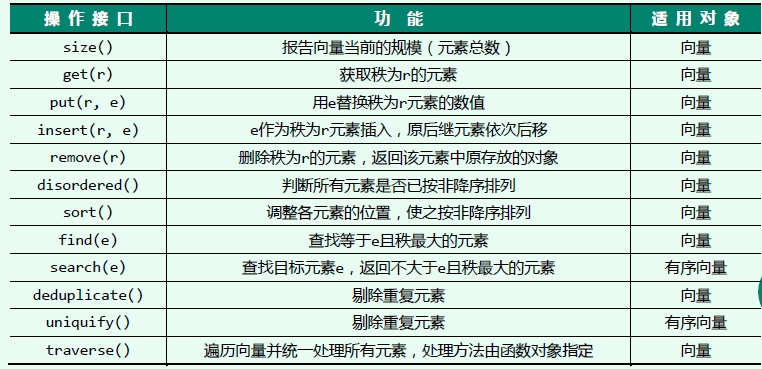 操作接口 功能 适用对象
size() 报告向量当前的规模（元素总数） 向量
get(r) 获取秩为r的元素 向量
put(r, e) 用e替换秩为r元素的数值 向量
insert(r, e) e作为秩为r元素插入，原后继元素依次后移 向量
remove(r) 删除秩为r的元素，返回该元素中原存放的对象 向量
disordered() 判断所有元素是否已按非降序排列 向量
sort() 调整各元素的位置，使之按非降序排列 向量
find(e) 查找等于e且秩最大的元素 向量
search(e) 查找目标元素e，返回不大于e且秩最大的元素 有序向量
deduplicate() 剔除重复元素 向量
uniquify() 剔除重复元素 有序向量
traverse() 遍历向量并统一处理所有元素，处理方法由函数对象指定 向量